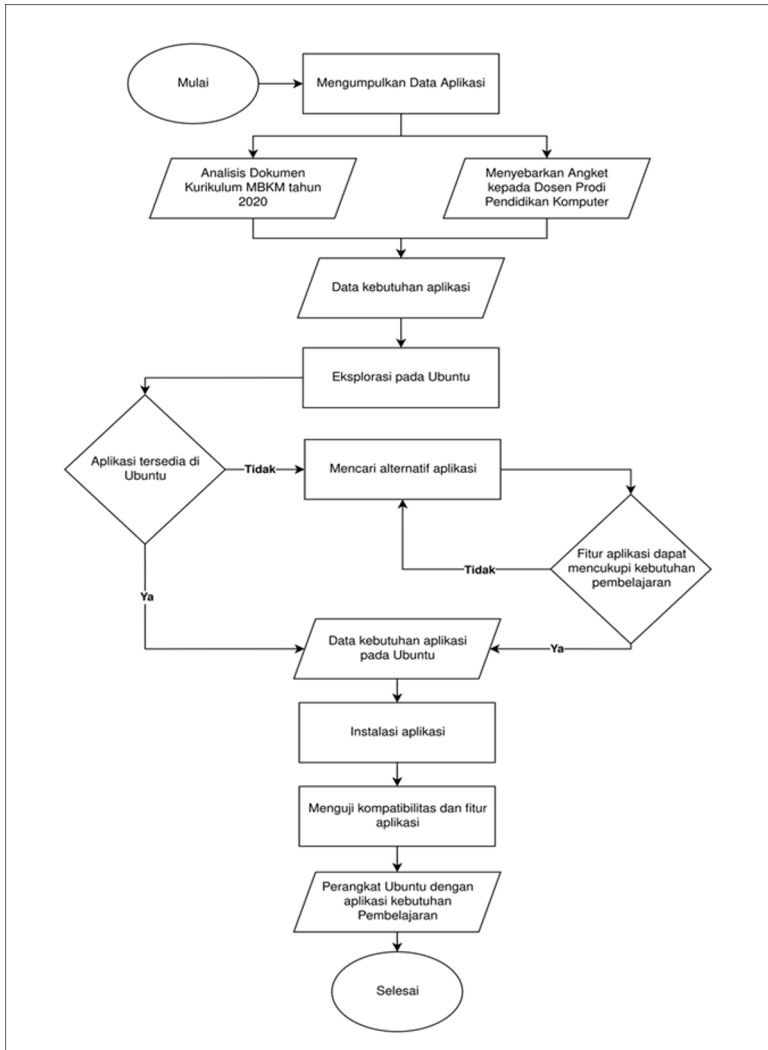 Mulai
Mengumpulkan Data Aplikasi
Analisis Dokumen
Kurikulum MBKM tahun
2020
Menyebarkan Angket
kepada Dosen Prodi
Pendidikan Komputer
Data kebutuhan aplikasi
Eksplorasi pada Ubuntu
Aplikasi tersedia di
Ubuntu
Tidak
Mencari alternatif aplikasi
Fitur aplikasi dapat
mencukupi kebutuhan
pembelajaran
Tidak
Ya
Data kebutuhan aplikasi
pada Ubuntu
Ya
Instalasi aplikasi
Menguji kompatibilitas dan fitur
aplikasi
Perangkat Ubuntu dengan
aplikasi kebutuhan
Pembelajaran
Selesai